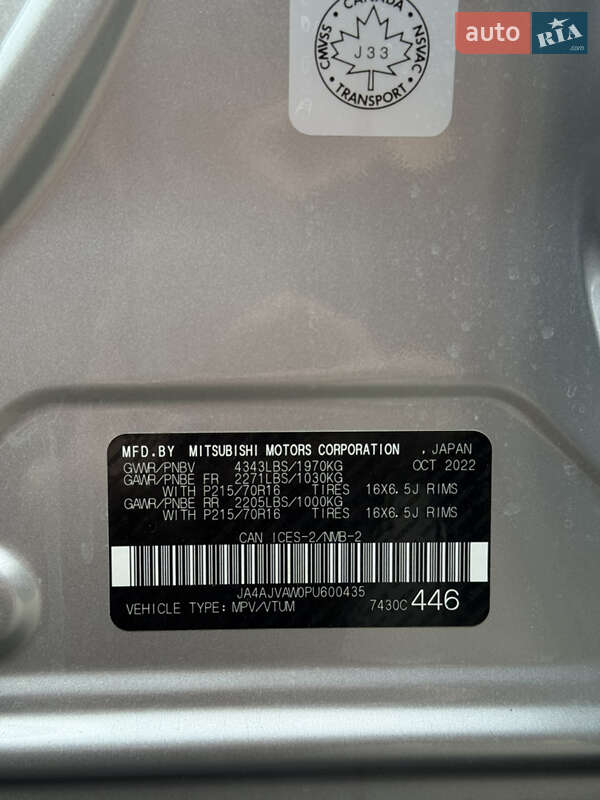 CANADA
CMVSS
NSVAC
J33
TRANSPORT
auto RIA .com
MFD.BY MITSUBISHI MOTORS CORPORATION , JAPAN
GVWR/PNBV 4343LBS/1970KG OCT 2022
GAWR/PNBE FR 2271LBS/1030KG
WITH P215/70R16 TIRES 16X6.5J RIMS
GAWR/PNBE RR 2205LBS/1000KG
WITH P215/70R16 TIRES 16X6.5J RIMS
CAN ICES-2/NMB-2
JA4AJVAW0PU600435
VEHICLE TYPE: MPV/VTUM 7430C 446